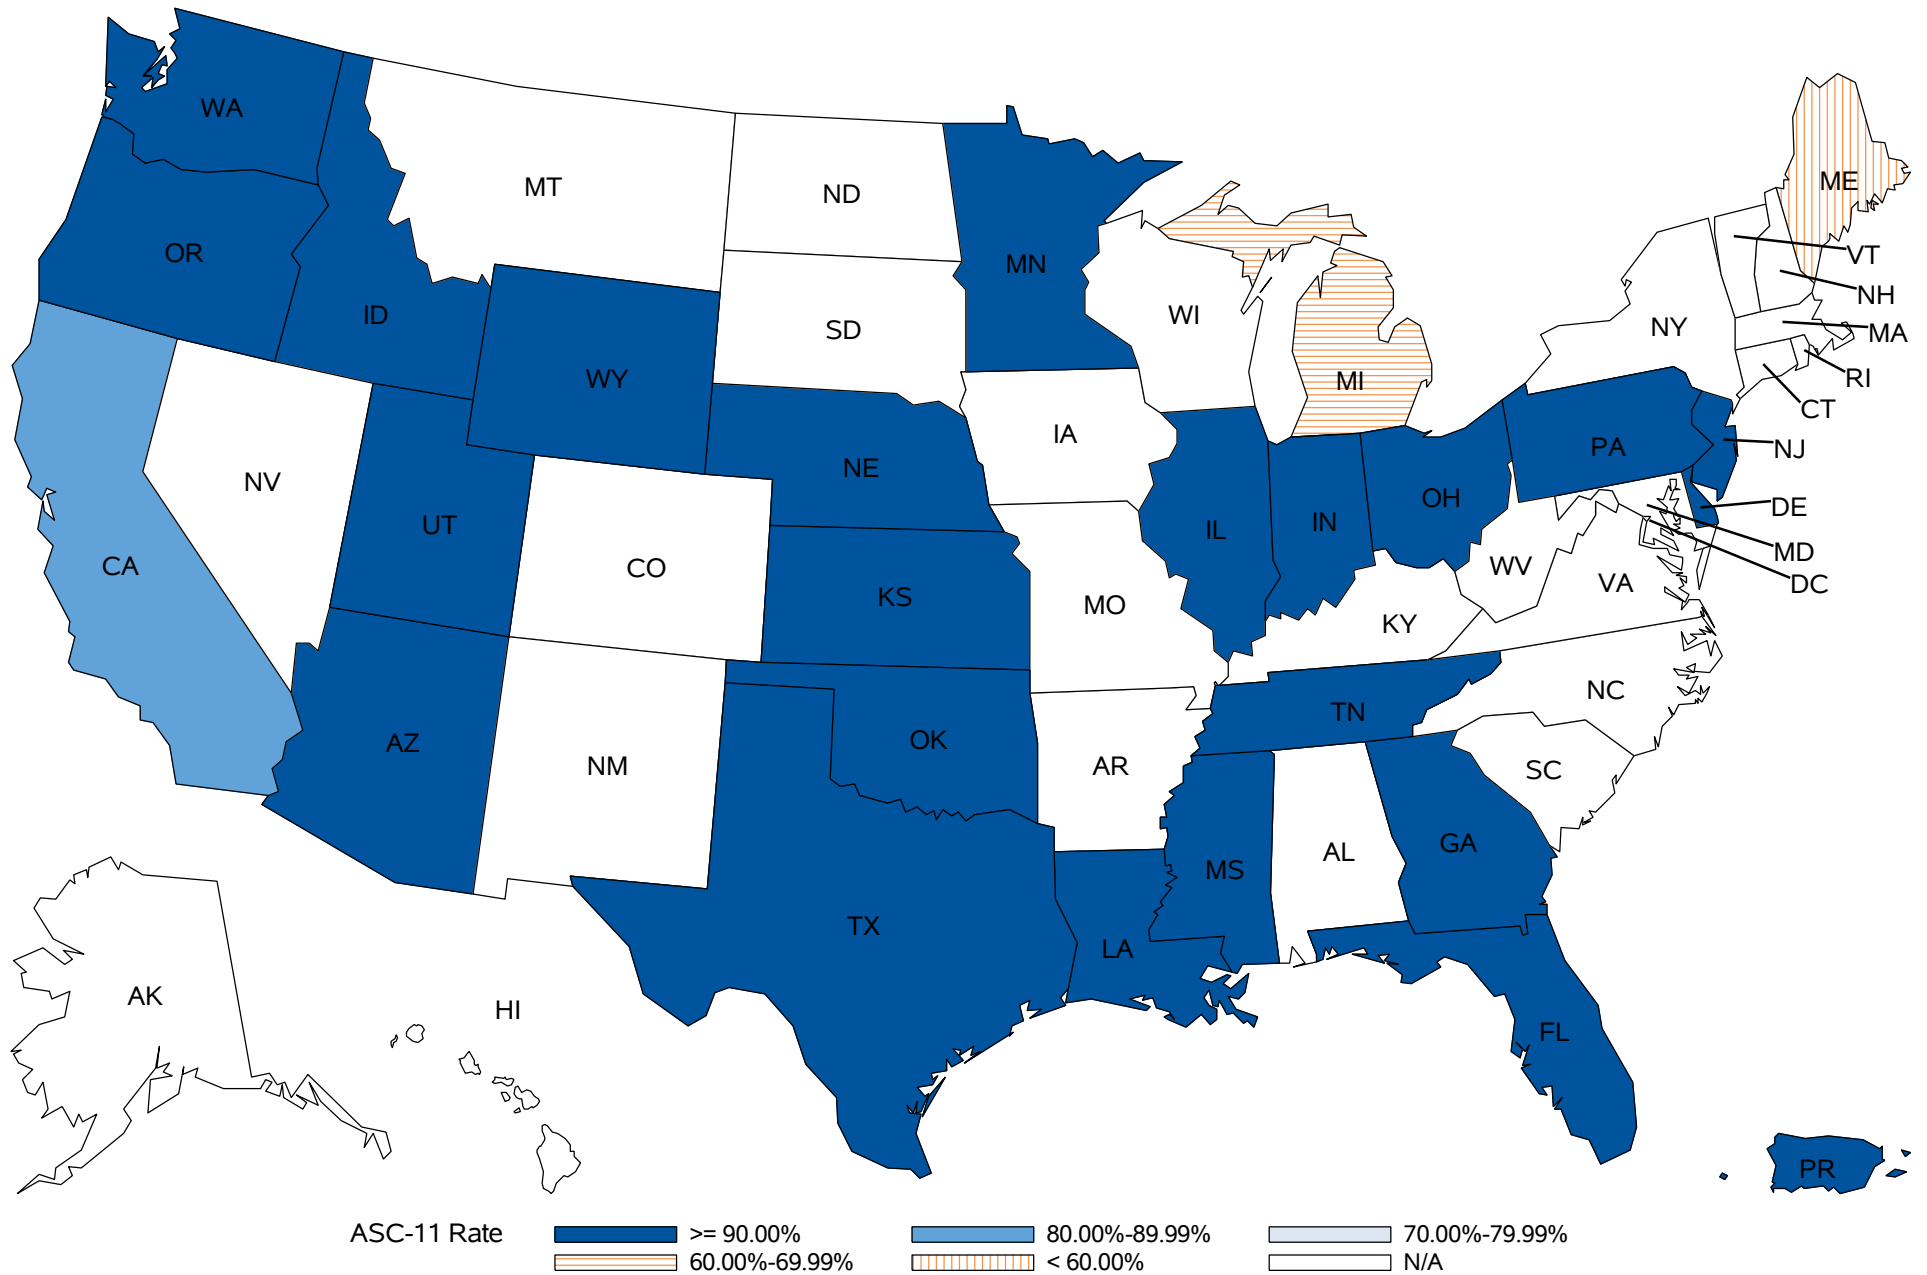 WA
ME
MT
ND
VT
OR
MN
NH
ID
WI
SD
NY
MA
WY
MI
RI
CT
IA
PA
NJ
NE
NV
OH
DE
UT
IN
IL
MD
CA
CO
WV
VA
DC
KS
MO
KY
NC
TN
AZ
OK
NM
AR
SC
GA
AL
MS
TX
LA
AK
HI
FL
PR
ASC-11 Rate
>= 90.00%
80.00%-89.99%
70.00%-79.99%
60.00%-69.99%
< 60.00%
N/A